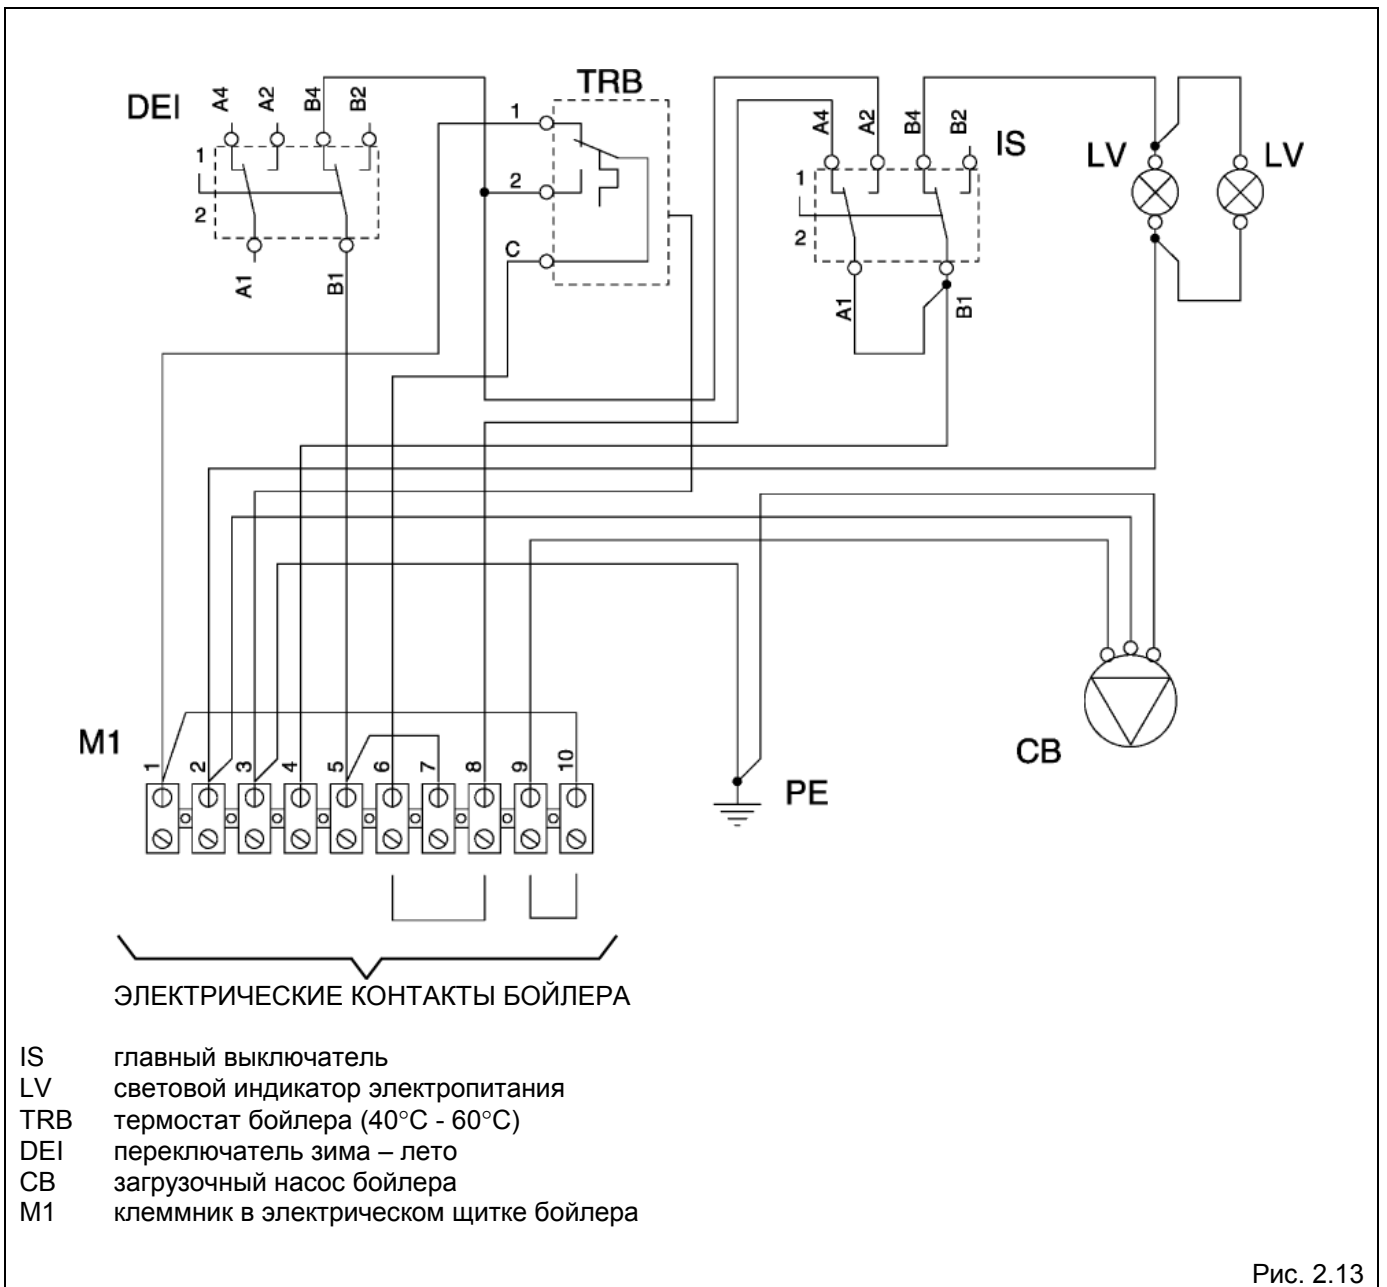 TRB
DEI
A4 A2 B4 B2
1
2
A1 B1
1
2
C
A4 A2 B4 B2
IS
1
2
A1 B1
LV LV
M1
1 2 3 4 5 6 7 8 9 10
PE
CB
ЭЛЕКТРИЧЕСКИЕ КОНТАКТЫ БОЙЛЕРА
IS главный выключатель
LV световой индикатор электропитания
TRB термостат бойлера (40°C - 60°C)
DEI переключатель зима – лето
CB загрузочный насос бойлера
M1 клеммник в электрическом щитке бойлера
Рис. 2.13